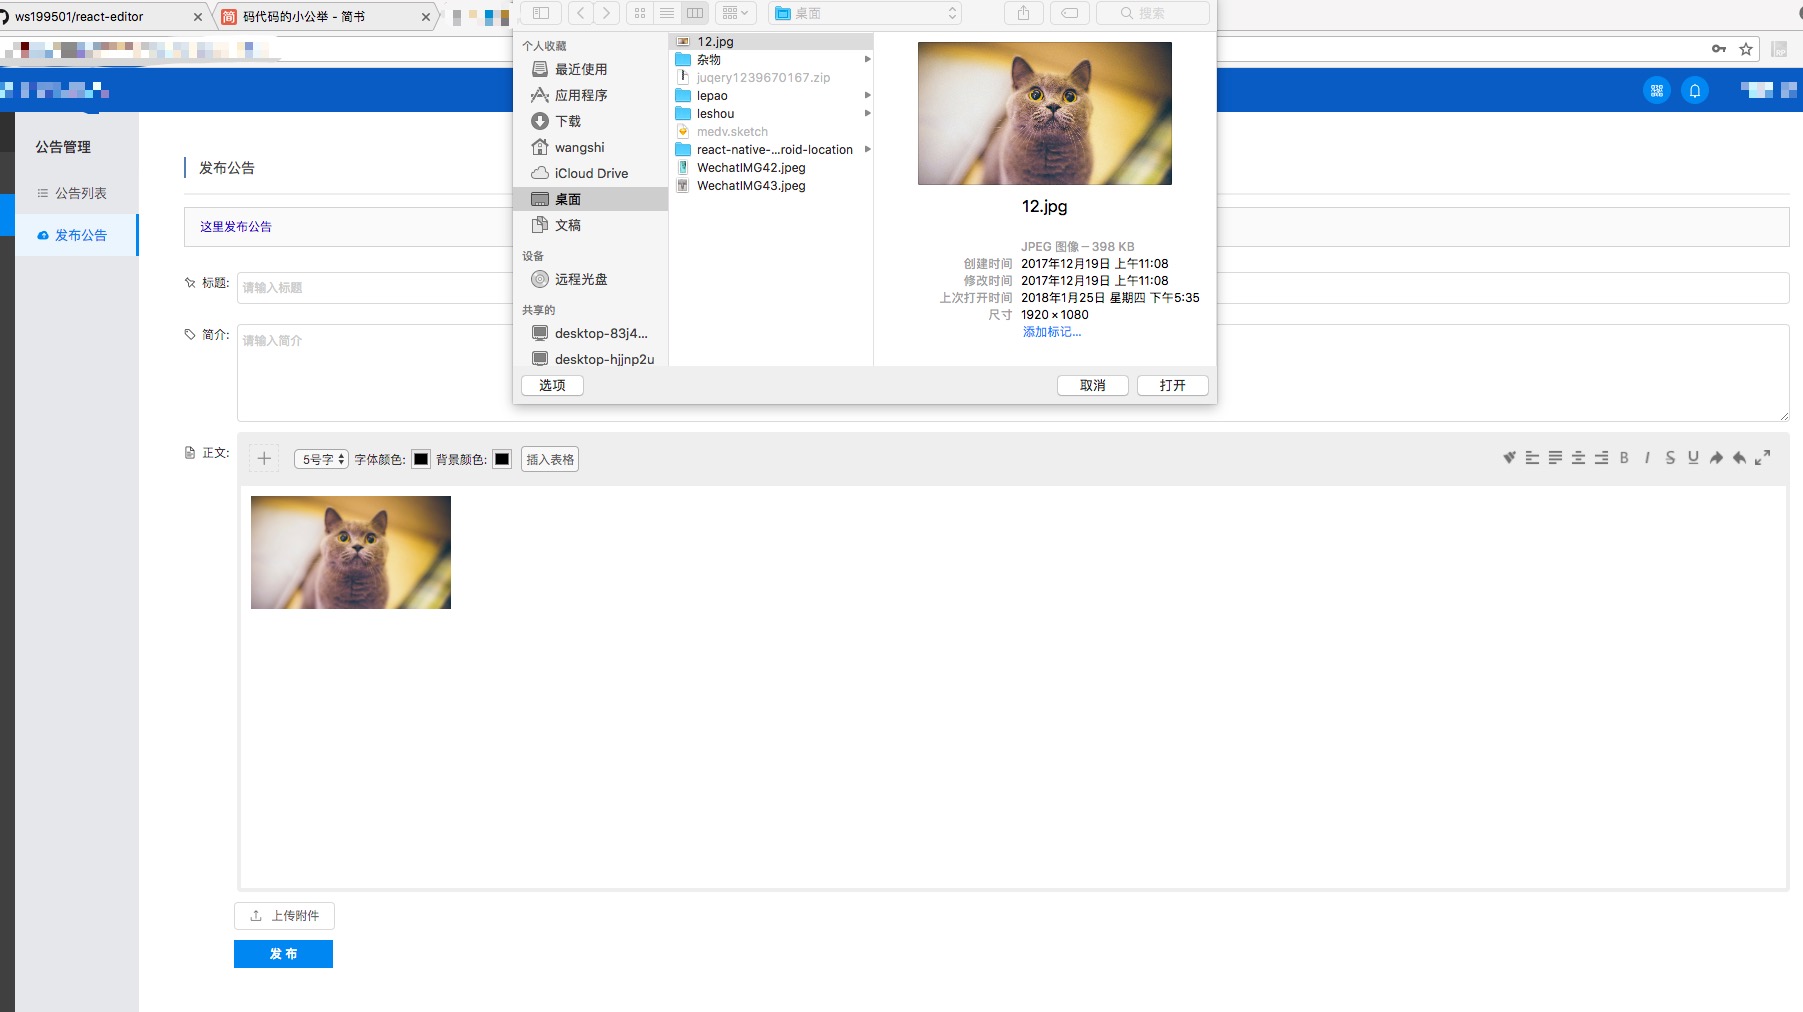 ws199501/react-editor
简 码代码的小公举 - 简书
桌面
搜索
个人收藏
最近使用
应用程序
下载
wangshi
iCloud Drive
桌面
文稿
设备
远程光盘
共享的
desktop-83j4...
desktop-hjjnp2u
12.jpg
杂物
juqery1239670167.zip
lepao
leshou
medv.sketch
react-native-...roid-location
WechatIMG42.jpeg
WechatIMG43.jpeg
12.jpg
JPEG 图像 – 398 KB
创建时间 2017年12月19日 上午11:08
修改时间 2017年12月19日 上午11:08
上次打开时间 2018年1月25日 星期四 下午5:35
尺寸 1920 × 1080
添加标记...
选项
取消
打开
公告管理
公告列表
发布公告
发布公告
这里发布公告
标题: 请输入标题
简介: 请输入简介
正文: 5号字 字体颜色: 背景颜色: 插入表格
B I S U
上传附件
发 布